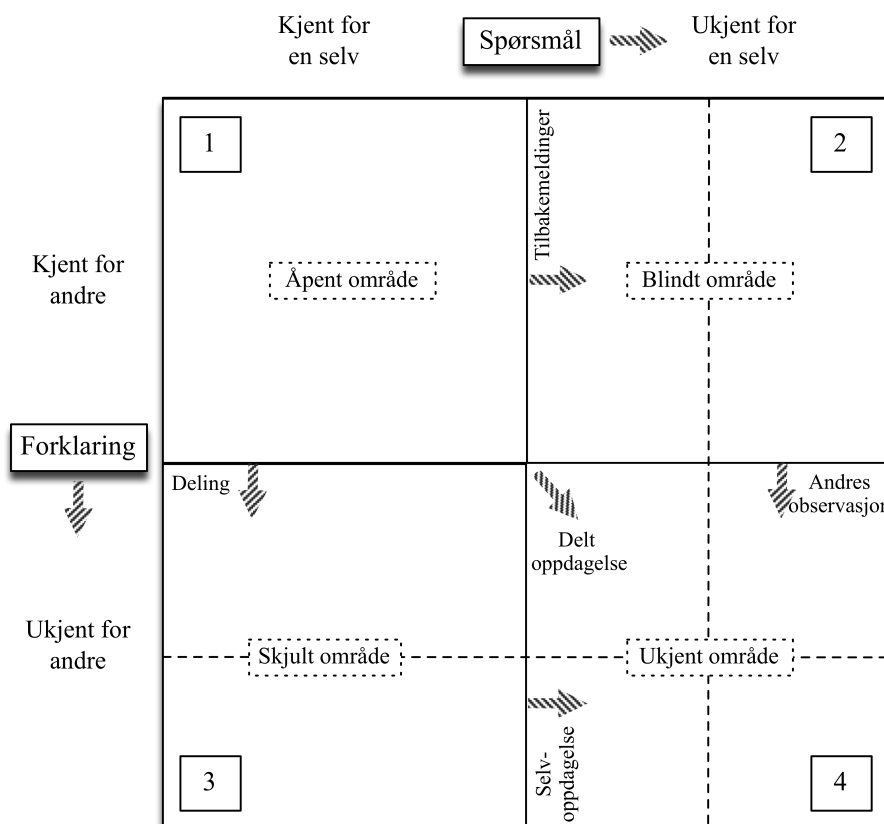 Kjent for
en selv
Spørsmål
Ukjent for
en selv
1
Tilbakemeldinger
2
Kjent for
andre
Åpent område
Blindt område
Forklaring
Deling
Andres
observasjon
Delt
oppdagelse
Ukjent for
andre
Skjult område
Ukjent område
3
Selv-
oppdagelse
4